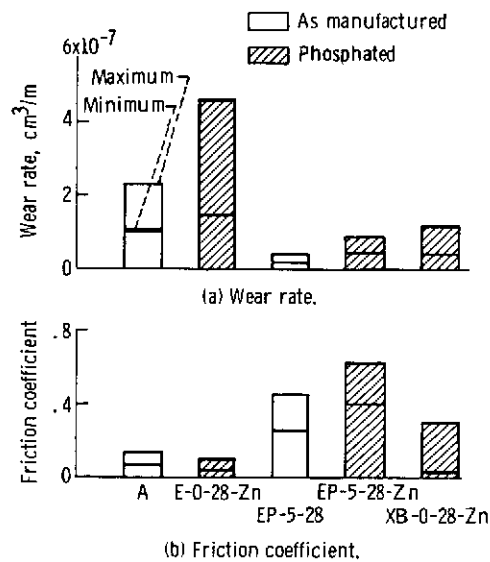 As manufactured
Phosphated
6x10-7
Maximum
Minimum
4
2
0
Wear rate, cm3/m
(a) Wear rate.
.8
.4
0
Friction coefficient
A
E-0-28-Zn
EP-5-28
EP-5-28-Zn
XB-0-28-Zn
(b) Friction coefficient.